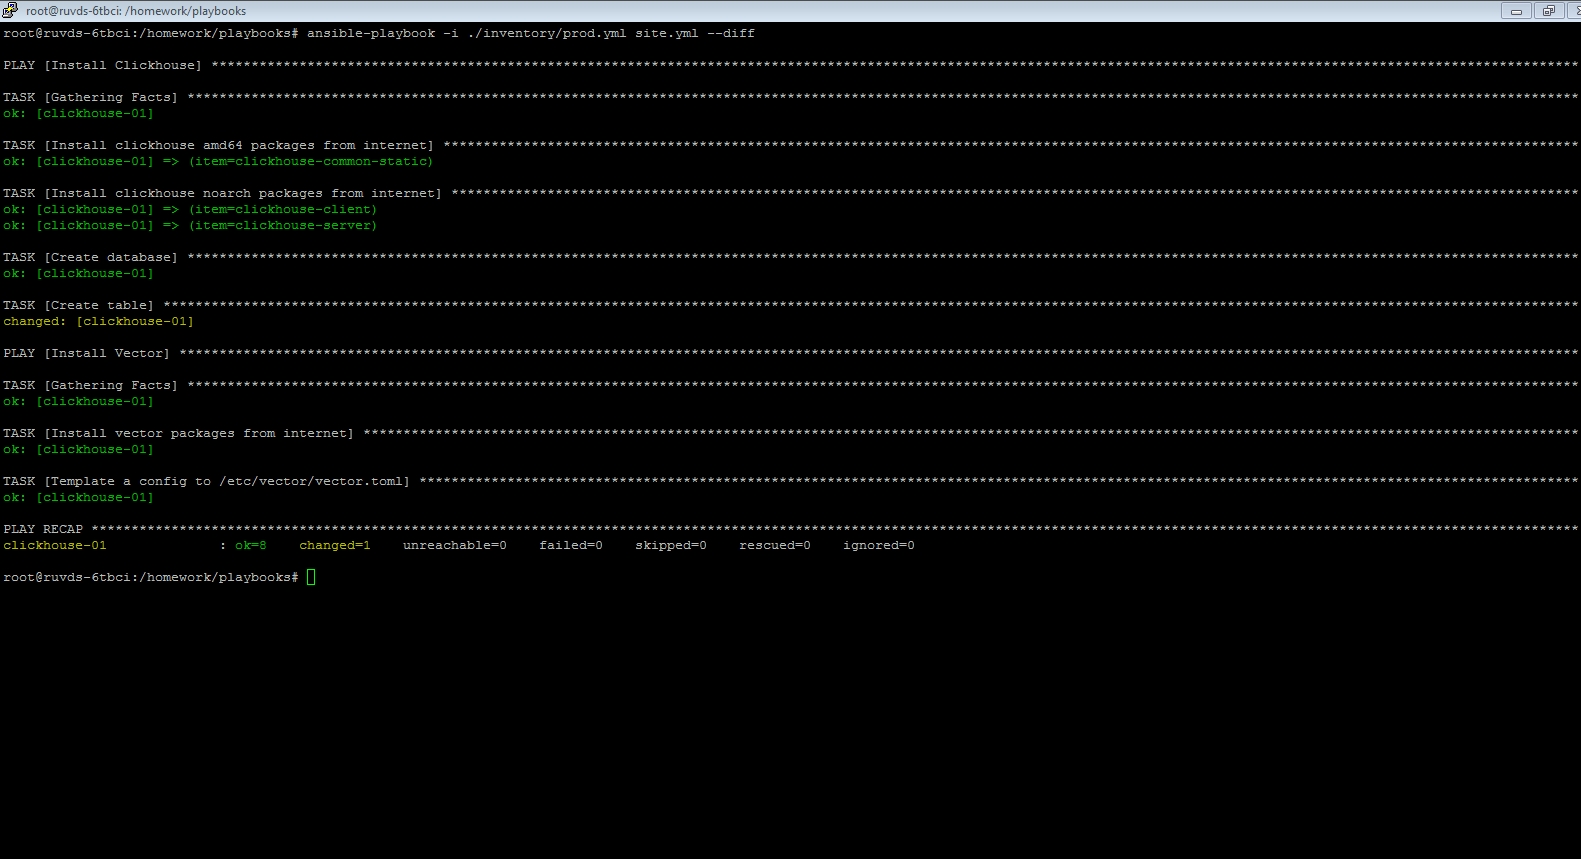 root@ruvds-6tbci: /homework/playbooks
root@ruvds-6tbci:/homework/playbooks# ansible-playbook -i ./inventory/prod.yml site.yml --diff
PLAY [Install Clickhouse] ***************************************************************************************************************************************************************************
TASK [Gathering Facts] ******************************************************************************************************************************************************************************
ok: [clickhouse-01]
TASK [Install clickhouse amd64 packages from internet] **********************************************************************************************************************************************
ok: [clickhouse-01] => (item=clickhouse-common-static)
TASK [Install clickhouse noarch packages from internet] *********************************************************************************************************************************************
ok: [clickhouse-01] => (item=clickhouse-client)
ok: [clickhouse-01] => (item=clickhouse-server)
TASK [Create database] ******************************************************************************************************************************************************************************
ok: [clickhouse-01]
TASK [Create table] *********************************************************************************************************************************************************************************
changed: [clickhouse-01]
PLAY [Install Vector] *******************************************************************************************************************************************************************************
TASK [Gathering Facts] ******************************************************************************************************************************************************************************
ok: [clickhouse-01]
TASK [Install vector packages from internet] ********************************************************************************************************************************************************
ok: [clickhouse-01]
TASK [Template a config to /etc/vector/vector.toml] *************************************************************************************************************************************************
ok: [clickhouse-01]
PLAY RECAP ******************************************************************************************************************************************************************************************
clickhouse-01 : ok=8 changed=1 unreachable=0 failed=0 skipped=0 rescued=0 ignored=0
root@ruvds-6tbci:/homework/playbooks#